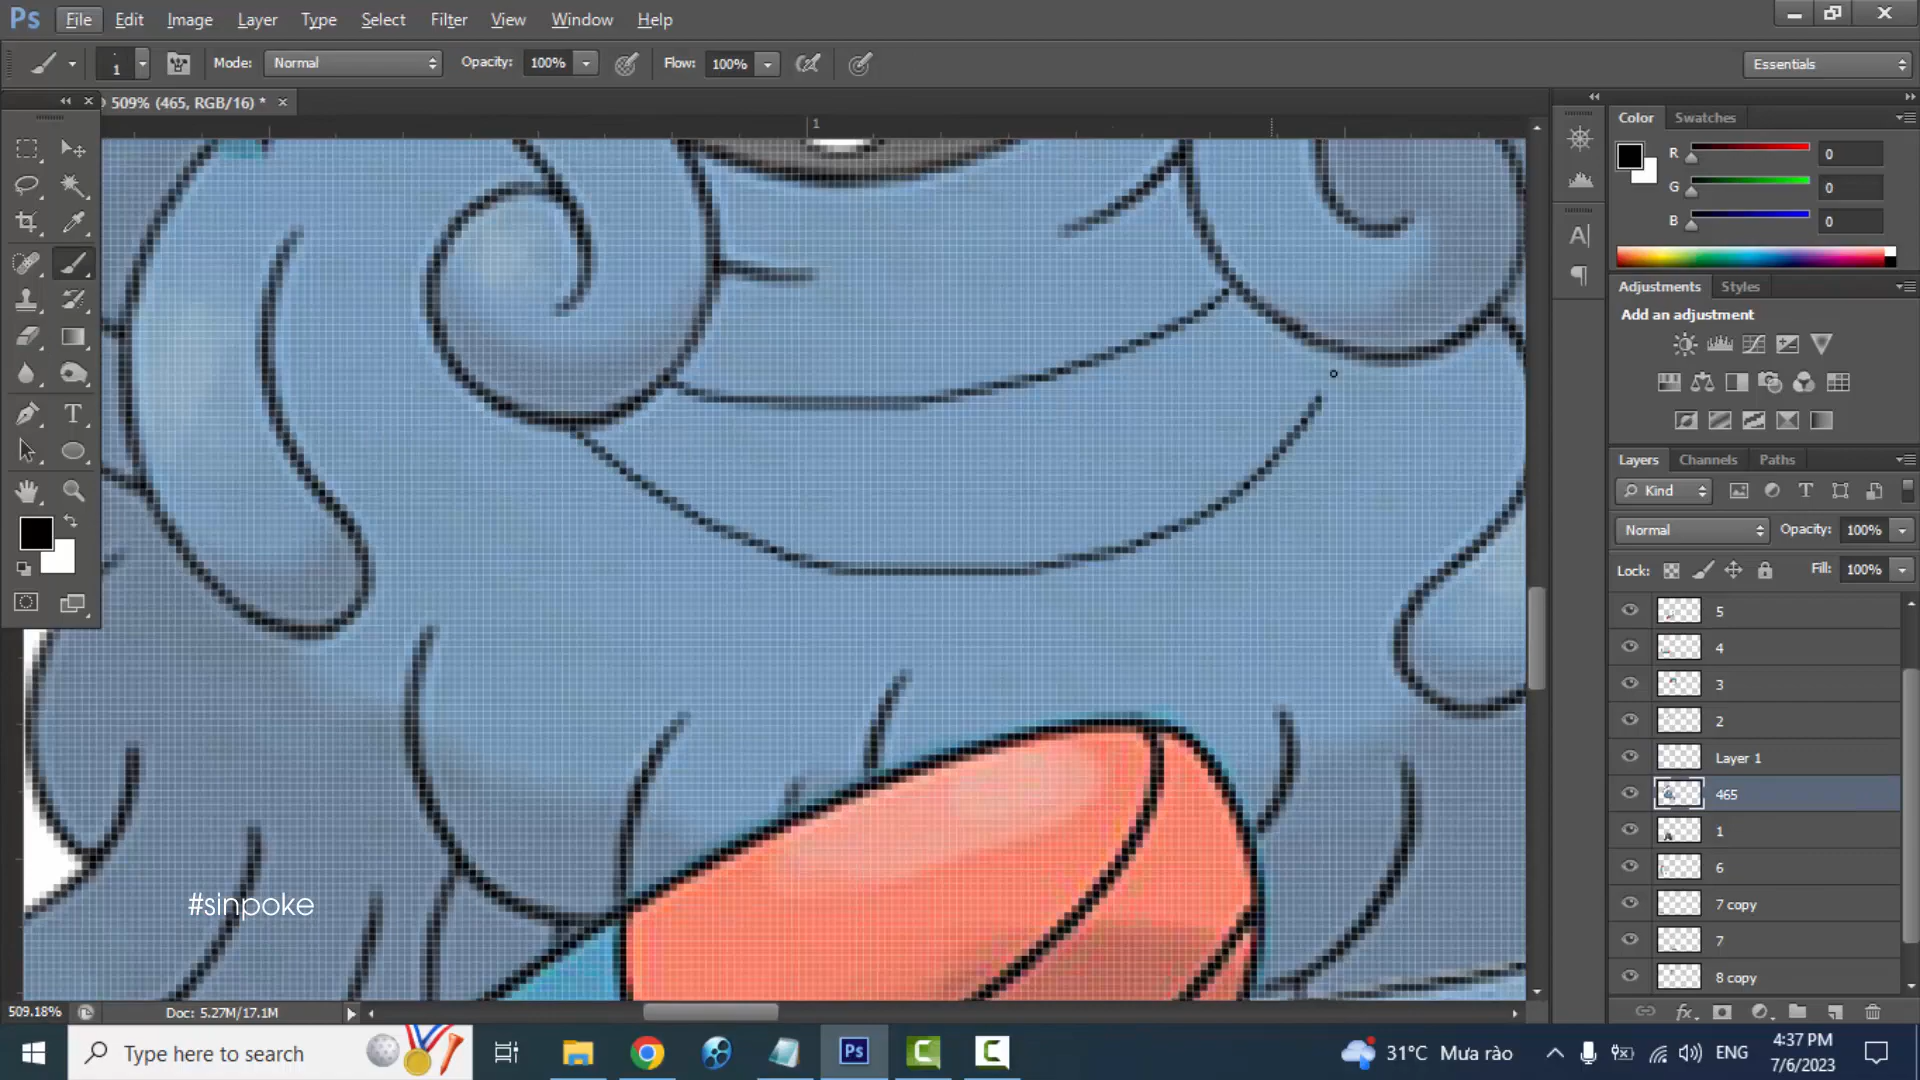 Ps File Edit Image Layer Type Select Filter View Window Help
1 Mode: Normal Opacity: 100% Flow: 100% Essentials
509% (465, RGB/16) * ×
1
Color Swatches
R 0
G 0
B 0
Adjustments Styles
Add an adjustment
Layers Channels Paths
Kind
Normal Opacity: 100%
Lock: Fill: 100%
5
4
3
2
Layer 1
465
1
6
7 copy
7
8 copy
#sinpoke
509.18% Doc: 5.27M/17.1M
Type here to search
31°C Mưa rào ENG 4:37 PM
7/6/2023